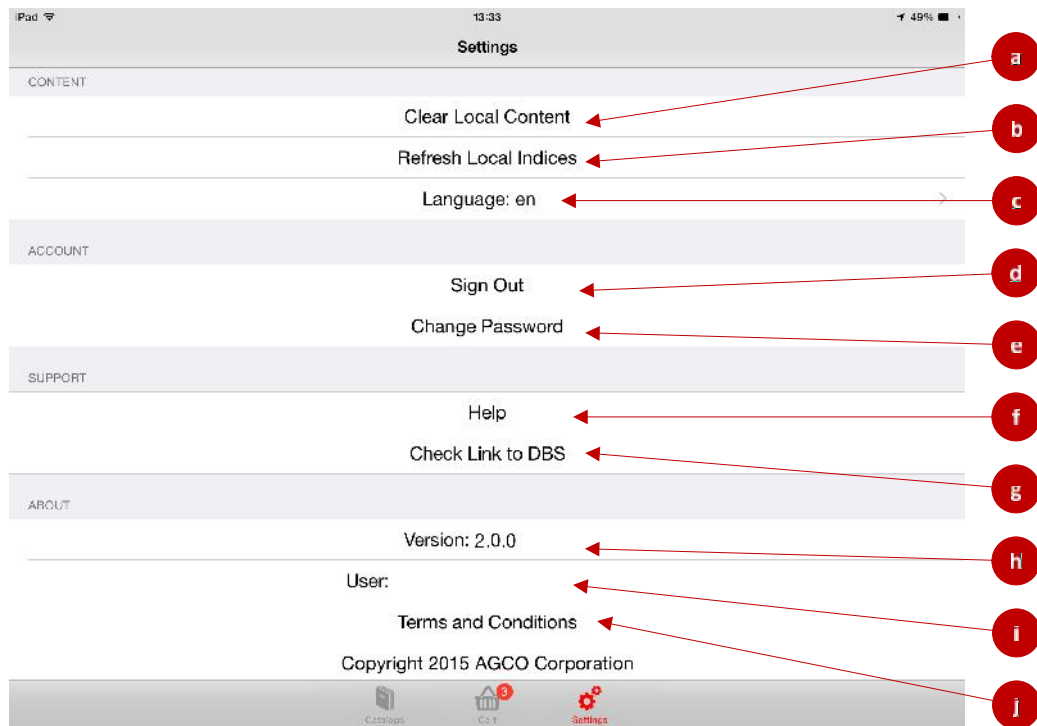 iPad 13:33 49%
Settings
a
CONTENT
Clear Local Content
b
Refresh Local Indices
Language: en
c
ACCOUNT
d
Sign Out
Change Password
e
SUPPORT
Help
f
Check Link to DBS
g
ABOUT
Version: 2.0.0
h
User:
i
Terms and Conditions
Copyright 2015 AGCO Corporation
j
3
Catalogs Cart Settings